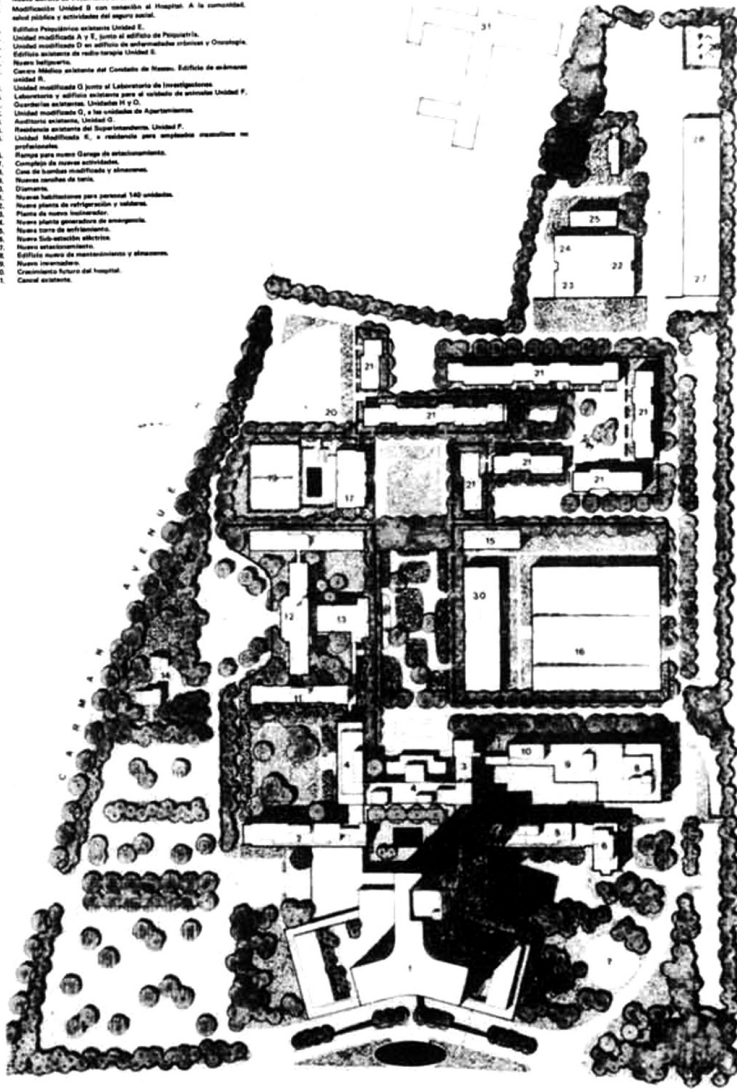 Modificación Unidad B con conexión al Hospital. A la comunidad,
salud pública y actividades del seguro social.
Edificio Psiquiátrico existente Unidad E.
Unidad modificada A y E, junto al edificio de Psiquiatría.
Unidad modificada D en edificio de enfermedades crónicas y Oncología.
Edificio existente de radio-terapia Unidad S.
Nuevo helipuerto.
Centro Médico existente del Condado de Nassau. Edificio de exámenes
unidad R.
Unidad modificada Q junto al Laboratorio de Investigaciones.
Laboratorio y edificio existente para el cuidado de animales Unidad F.
Guarderías existentes. Unidades H y O.
Unidad modificada G, a las unidades de Apartamientos.
Auditorio existente, Unidad G.
Residencia existente del Superintendente. Unidad P.
Unidad Modificada K, a residencia para empleados masculinos no
profesionales.
Rampa para nuevo Garage de estacionamiento.
Complejo de nuevas actividades.
Casa de bombas modificada y almacenes.
Nuevas canchas de tenis.
Diamante.
Nuevas habitaciones para personal 140 unidades.
Nueva planta de refrigeración y calderas.
Planta de nuevo incinerador.
Nueva planta generadora de emergencia.
Nueva torre de enfriamiento.
Nueva Sub-estación eléctrica.
Nuevo estacionamiento.
Edificio nuevo de mantenimiento y almacenes.
Nuevo invernadero.
Crecimiento futuro del hospital.
31
28
25
24
22
23
27
21
21
21
20
21
21
21
21
19
17
15
12
13
30
16
14
11
CARMAN AVENUE
4
3
10
9
8
4
2
5
6
7
1